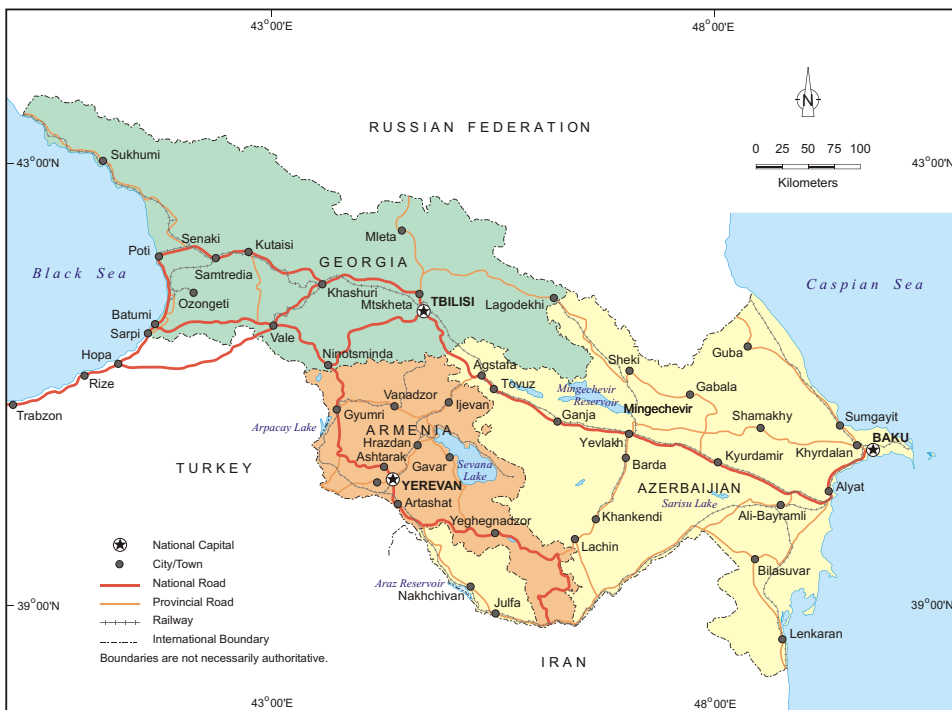 43°00'E
48°00'E
RUSSIAN FEDERATION
N
0 25 50 75 100
Kilometers
43°00'N
43°00'N
Sukhumi
Mleta
Senaki
Kutaisi
Poti
Samtredia
GEORGIA
Black Sea
Caspian Sea
Khashuri
Mtskheta
TBILISI
Lagodekhi
Ozongeti
Batumi
Sarpi
Vale
Hopa
Ninotsminda
Rize
Trabzon
Agstafa
Tovuz
Sheki
Guba
Mingechevir
Reservoir
Gabala
Mingechevir
Vanadzor
Ijevan
Gyumri
Ganja
Shamakhy
Sumgayit
Arpacay Lake
ARMENIA
Hrazdan
Yevlakh
Khyrdalan
BAKU
Ashtarak
Gavar
Sevana
Lake
Barda
Kyurdamir
TURKEY
YEREVAN
AZERBAIJIAN
Alyat
Artashat
Sarisu Lake
Ali-Bayramli
Yeghegnadzor
Khankendi
Lachin
Bilasuvar
Araz Reservoir
Nakhchivan
Julfa
Lenkaran
National Capital
City/Town
National Road
Provincial Road
Railway
International Boundary
Boundaries are not necessarily authoritative.
39°00'N
39°00'N
IRAN
43°00'E
48°00'E